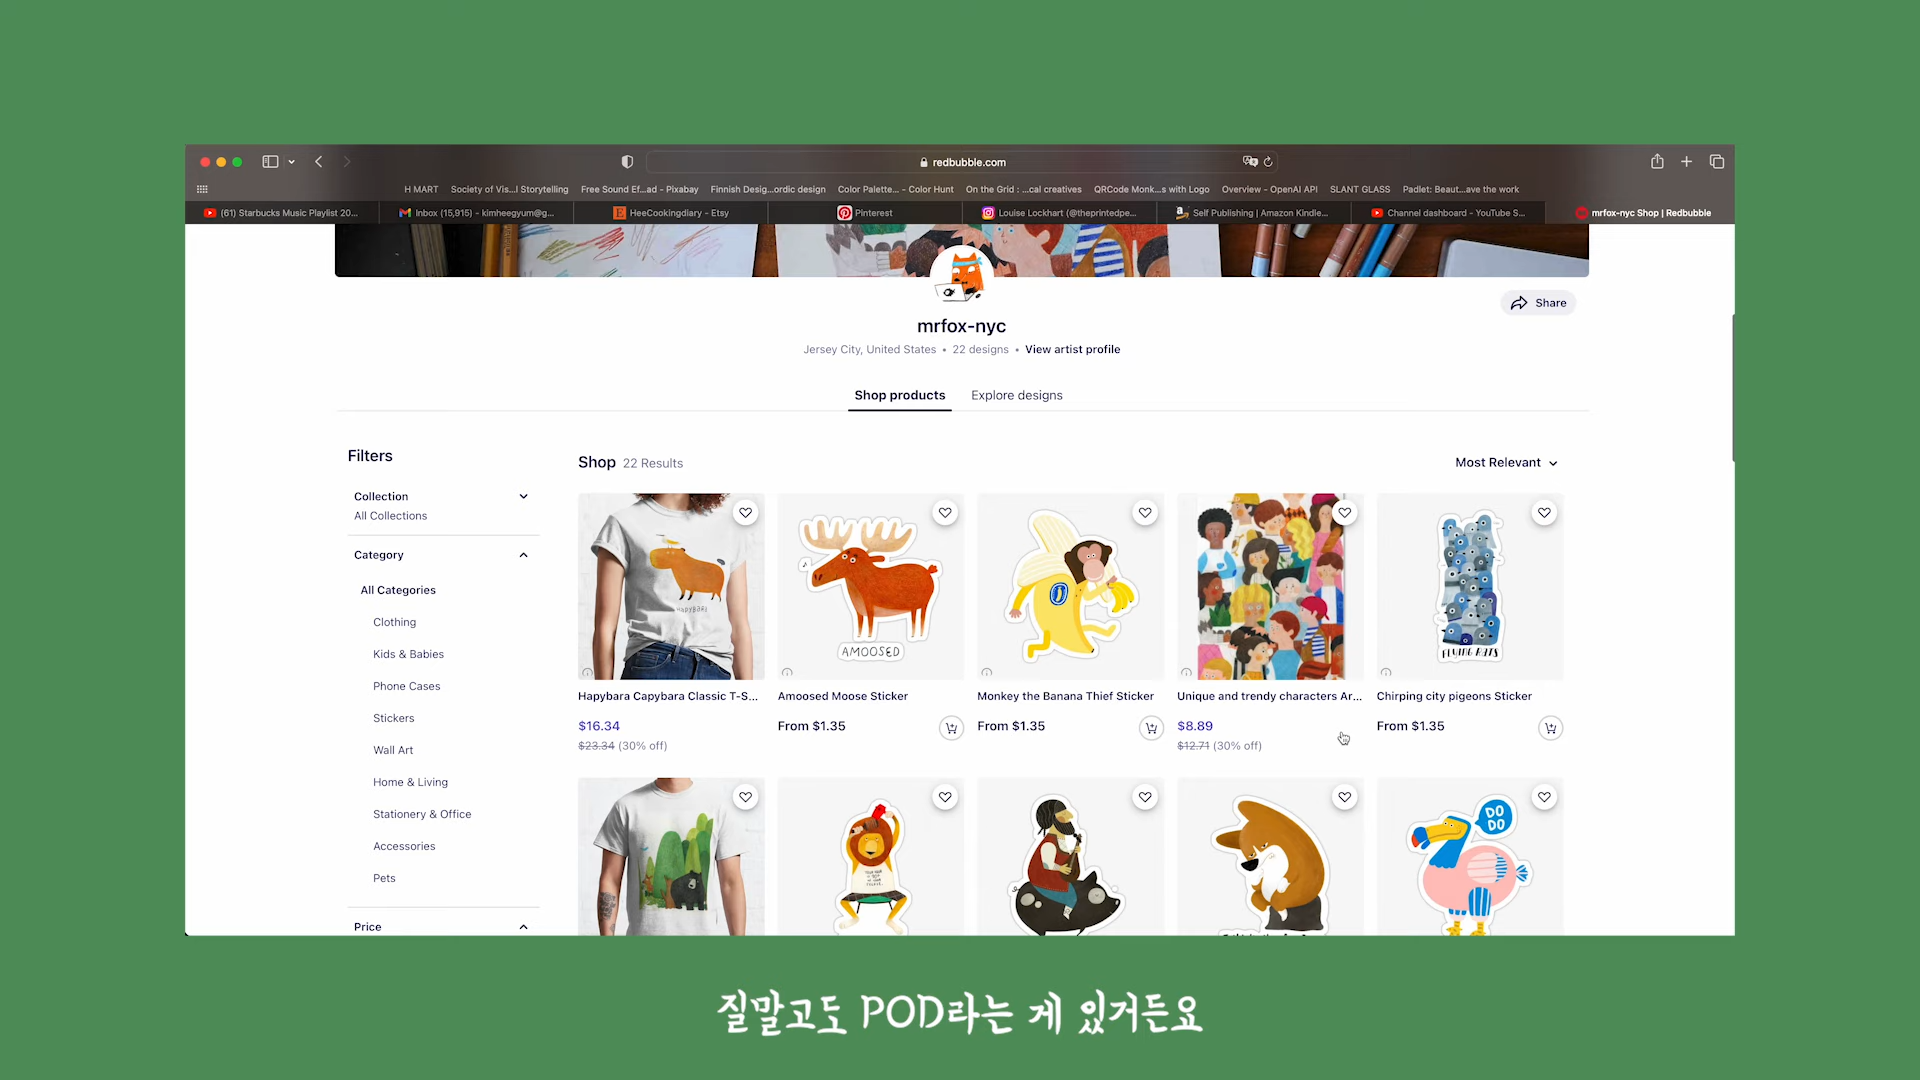 redbubble.com
H MART
Society of Vis...l Storytelling
Free Sound Ef...ad - Pixabay
Finnish Desig...ordic design
Color Palette... - Color Hunt
On the Grid : ...cal creatives
QRCode Monk...s with Logo
Overview - OpenAI API
SLANT GLASS
Padlet: Beaut...ave the work
(61) Starbucks Music Playlist 20...
Inbox (15,915) - kimheegyum@g...
HeeCookingdiary - Etsy
Pinterest
Louise Lockhart (@theprintedpe...
Self Publishing | Amazon Kindle...
Channel dashboard - YouTube S...
mrfox-nyc Shop | Redbubble
Share
mrfox-nyc
Jersey City, United States • 22 designs • View artist profile
Shop products
Explore designs
Filters
Collection
All Collections
Category
All Categories
Clothing
Kids & Babies
Phone Cases
Stickers
Wall Art
Home & Living
Stationery & Office
Accessories
Pets
Price
Shop 22 Results
Most Relevant
HAPYBARA
AMOOSED
FLYING RATS
Hapybara Capybara Classic T-S...
$16.34
$23.34 (30% off)
Amoosed Moose Sticker
From $1.35
Monkey the Banana Thief Sticker
From $1.35
Unique and trendy characters Ar...
$8.89
$12.71 (30% off)
Chirping city pigeons Sticker
From $1.35
DO
DO
질말고도 POD라는 게 있거든요